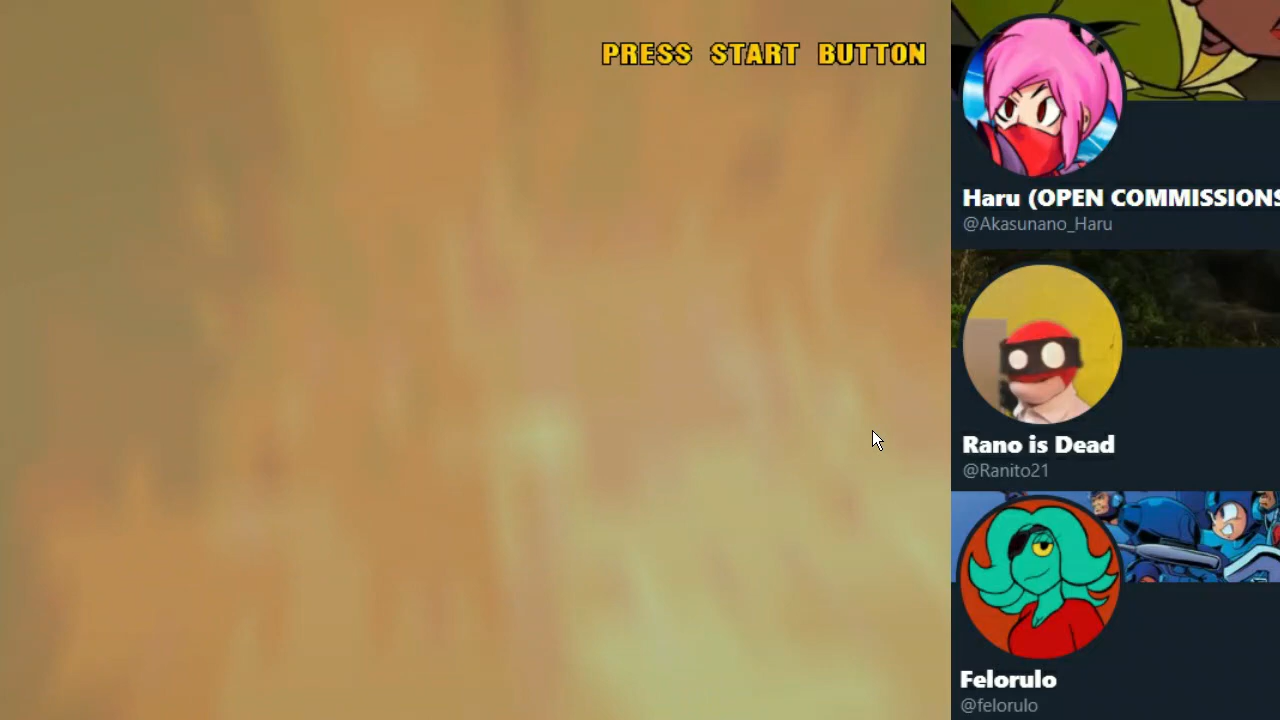 PRESS START BUTTON
Haru (OPEN COMMISSIONS
@Akasunano_Haru
Rano is Dead
@Ranito21
Felorulo
@felorulo